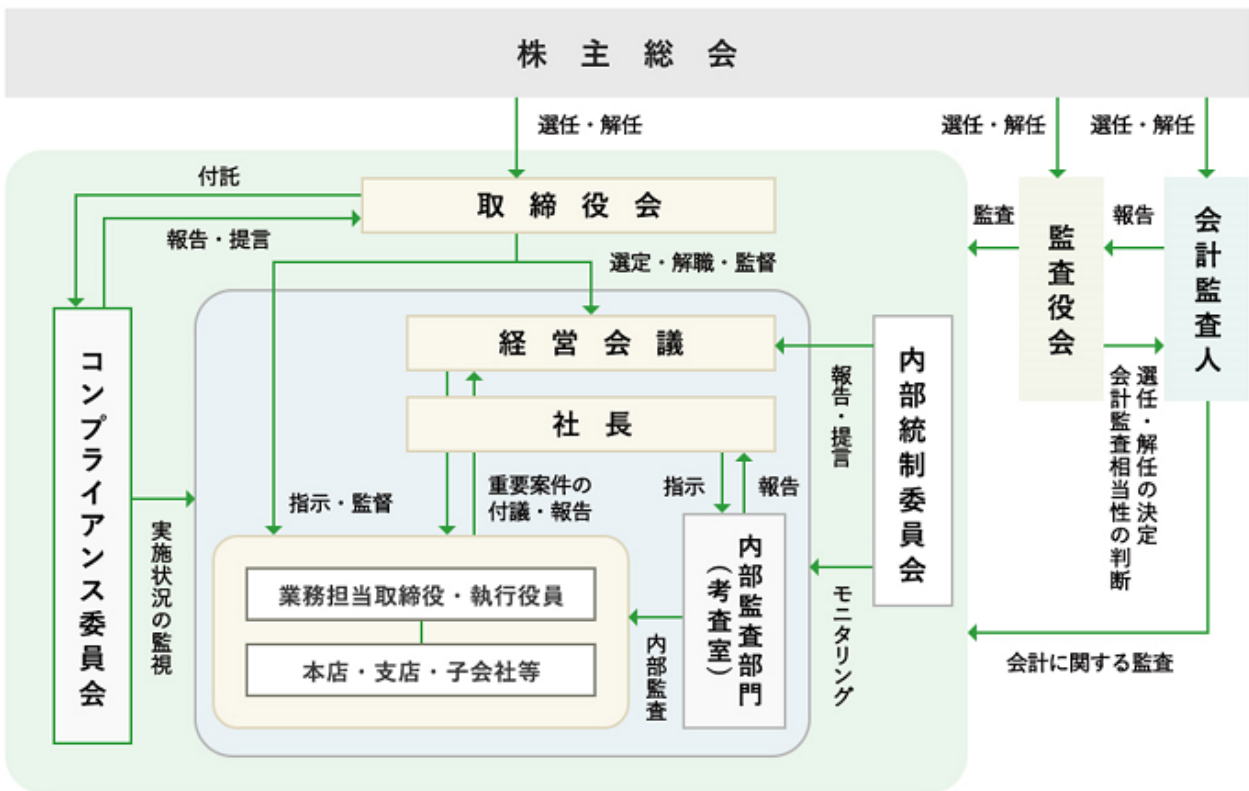 株主総会
選任・解任
選任・解任
選任・解任
付託
取締役会
報告・提言
監査
報告
監査役会
会計監査人
選定・解職・監督
経営会議
社長
コンプライアンス委員会
内部統制委員会
報告・提言
選任・解任の決定
会計監査相当性の判断
指示・監督
重要案件の
付議・報告
指示
報告
実施状況の監視
業務担当取締役・執行役員
本店・支店・子会社等
内部監査部門
（考査室）
内部監査
モニタリング
会計に関する監査